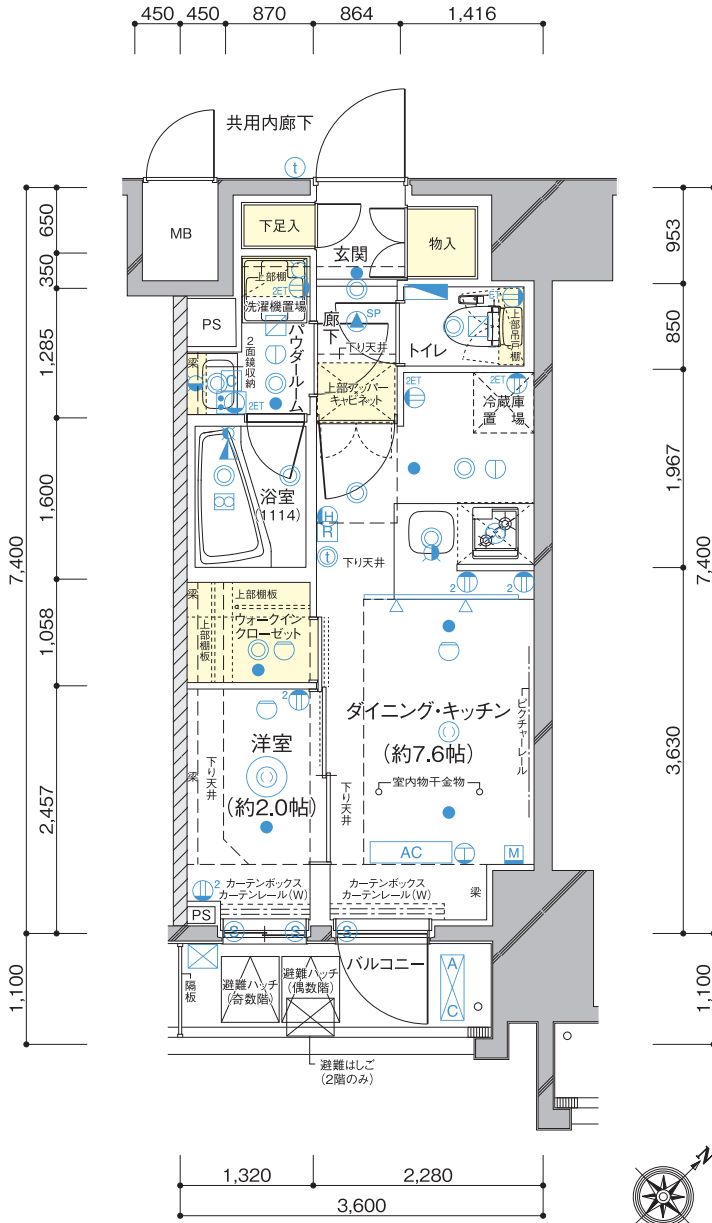 450 450 870 864 1,416
共用内廊下
t
MB
下足入
玄関
物入
650
350
1,285
1,600
1,058
2,457
7,400
1,100
953
850
1,967
3,630
7,400
1,100
上部棚
2ET
洗濯機置場
PS
パウダールーム
2面鏡収納
梁
C
2ET
廊下
SP
下り天井
上部アッパー
キャビネット
トイレ
ET
上部吊戸棚
2ET
2ET
冷蔵庫
置場
浴室
(1114)
H
R
t
下り天井
2
2
梁
上部棚板
上部棚板
ウォークイン
クローゼット
2
洋室
(約2.0帖)
下り天井
梁
ダイニング・キッチン
(約7.6帖)
ピクチャーレール
室内物干金物
下り天井
AC
M
2
カーテンボックス
カーテンレール(W)
カーテンボックス
カーテンレール(W)
梁
PS
S
S
S
バルコニー
避難ハッチ
(奇数階)
避難ハッチ
(偶数階)
隔板
A
C
避難はしご
(2階のみ)
1,320 2,280
3,600
N